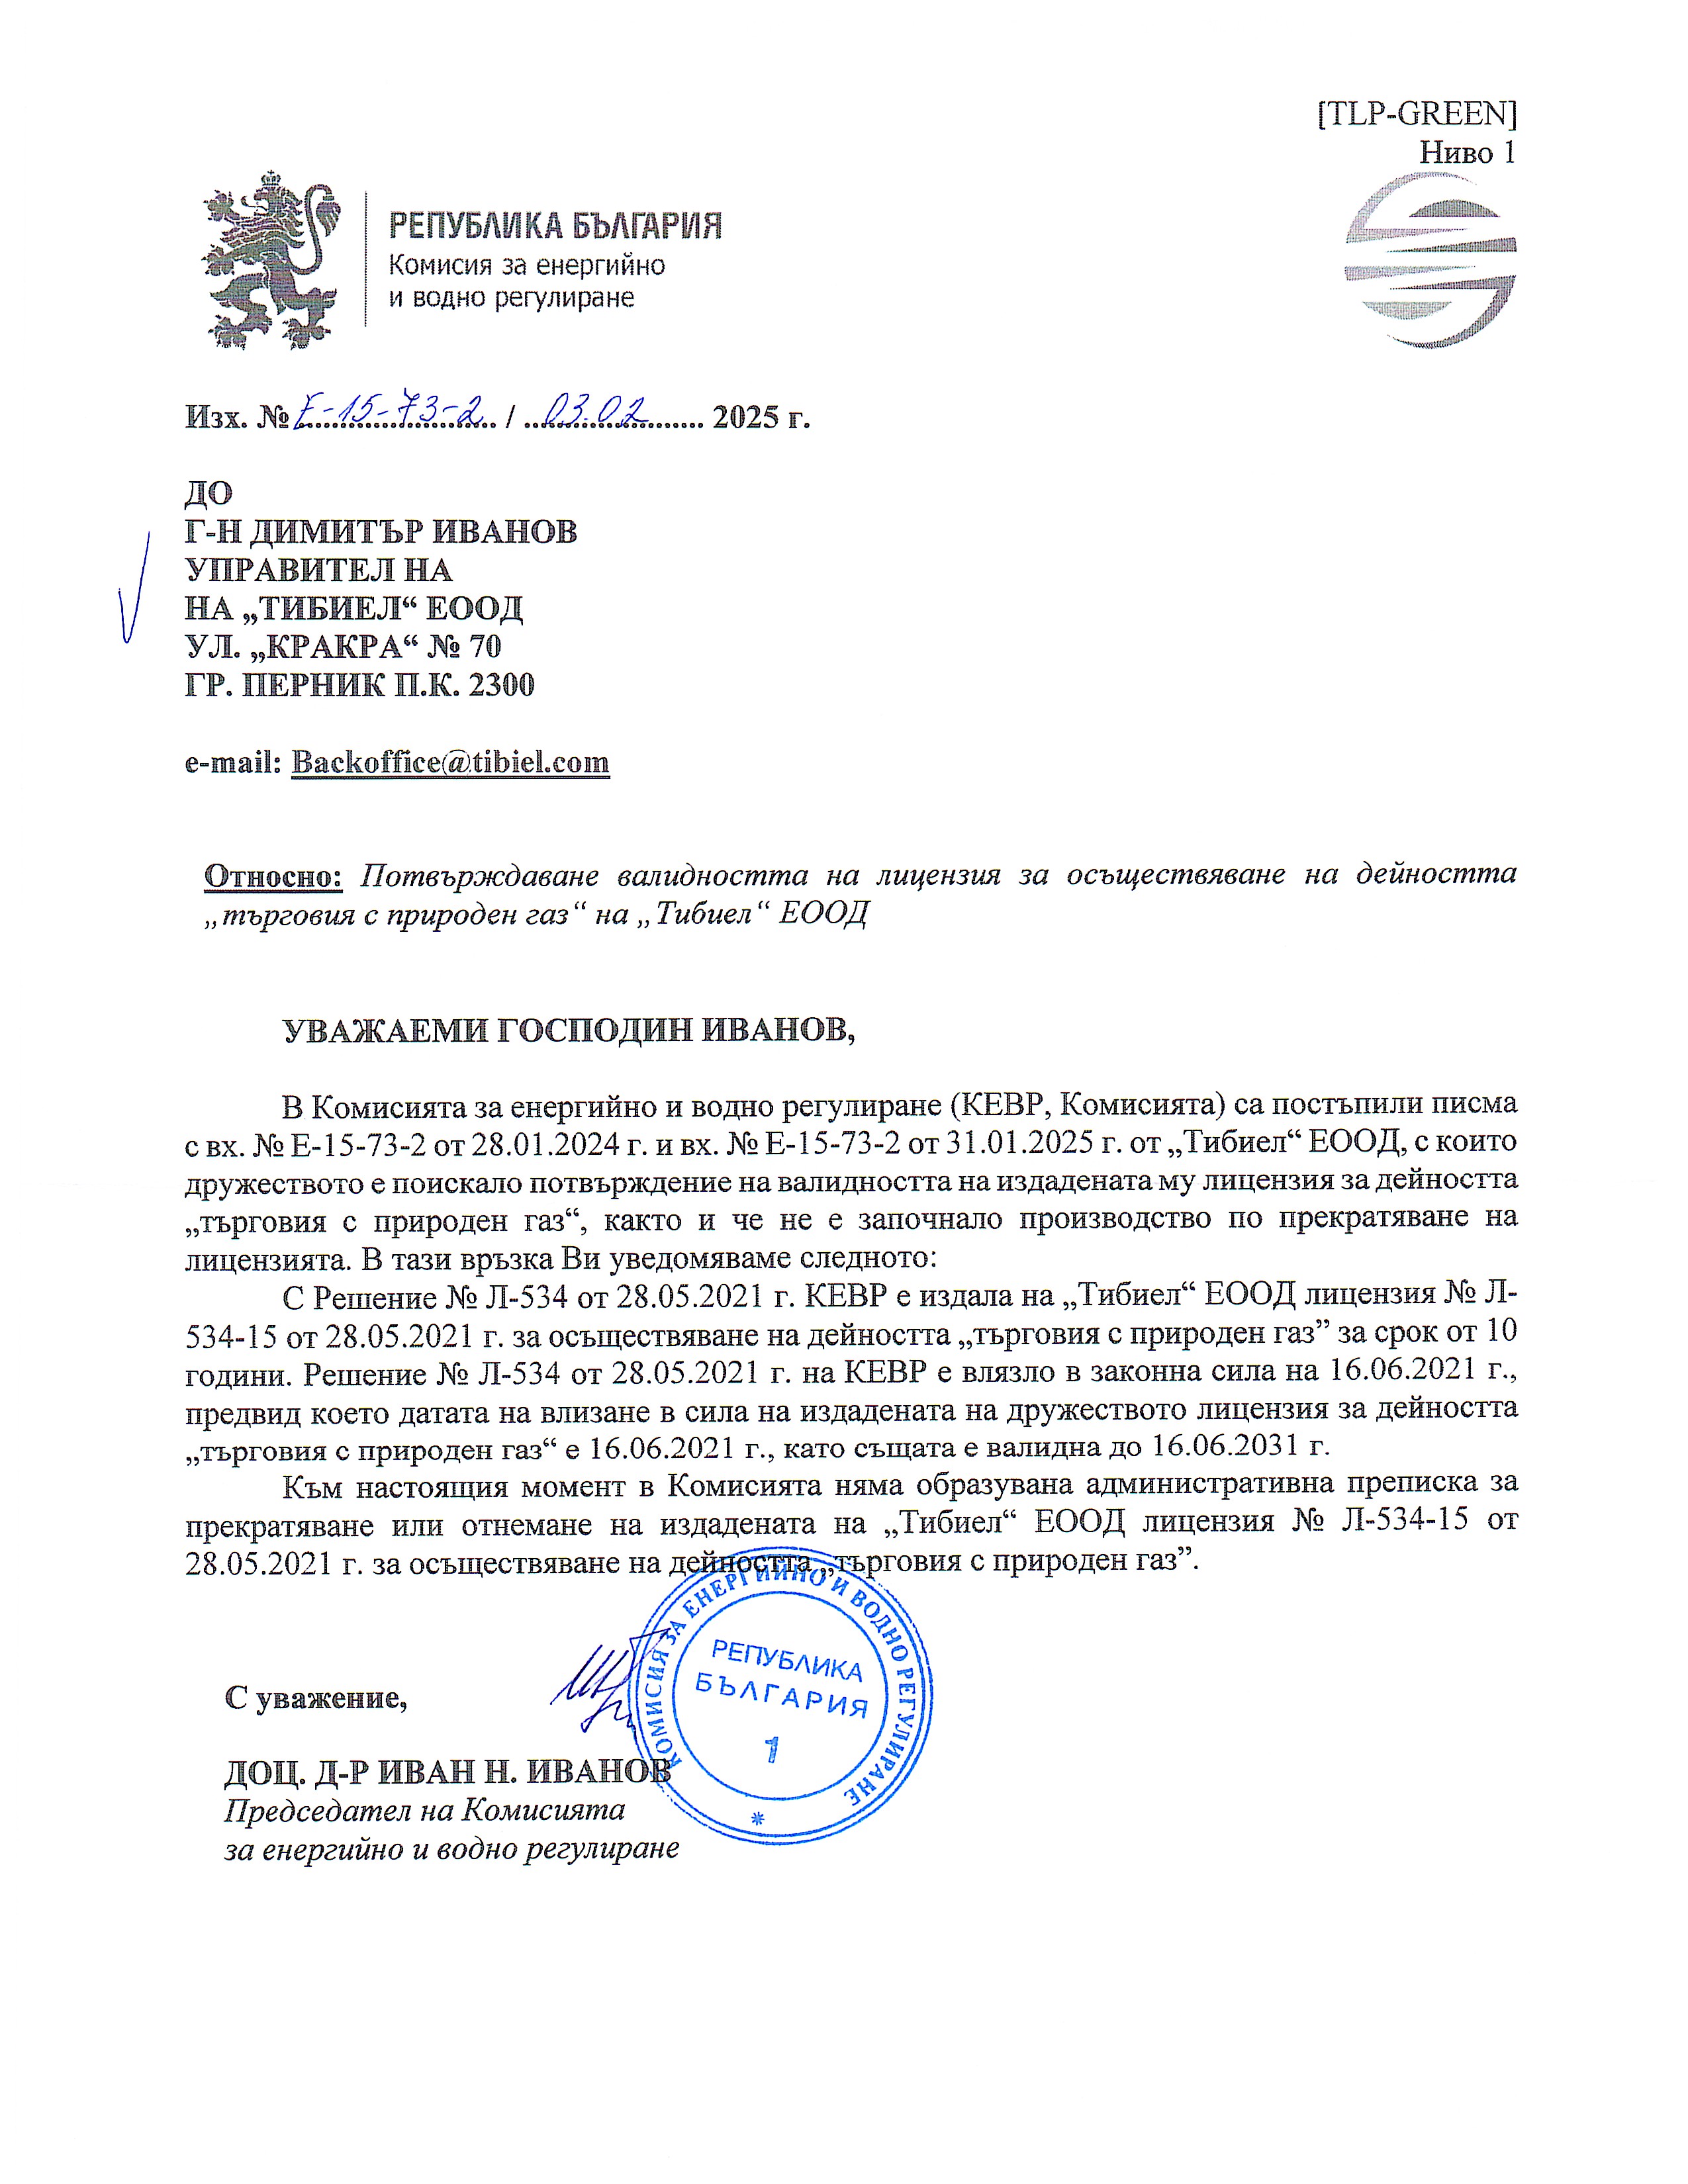 [TLP-GREEN]
Ниво 1
РЕПУБЛИКА БЪЛГАРИЯ
Комисия за енергийно
и водно регулиране
Изх. № Е-15-73-2 / 03.02 2025 г.
ДО
Г-Н ДИМИТЪР ИВАНОВ
УПРАВИТЕЛ НА
НА „ТИБИЕЛ“ ЕООД
УЛ. „КРАКРА“ № 70
ГР. ПЕРНИК П.К. 2300
e-mail: Backoffice@tibiel.com
Относно: Потвърждаване валидността на лицензия за осъществяване на дейността
„търговия с природен газ“ на „Тибиел“ ЕООД
УВАЖАЕМИ ГОСПОДИН ИВАНОВ,
В Комисията за енергийно и водно регулиране (КЕВР, Комисията) са постъпили писма
с вх. № Е-15-73-2 от 28.01.2024 г. и вх. № Е-15-73-2 от 31.01.2025 г. от „Тибиел“ ЕООД, с които
дружеството е поискало потвърждение на валидността на издадената му лицензия за дейността
„търговия с природен газ“, както и че не е започнало производство по прекратяване на
лицензията. В тази връзка Ви уведомяваме следното:
С Решение № Л-534 от 28.05.2021 г. КЕВР е издала на „Тибиел“ ЕООД лицензия № Л-
534-15 от 28.05.2021 г. за осъществяване на дейността „търговия с природен газ” за срок от 10
години. Решение № Л-534 от 28.05.2021 г. на КЕВР е влязло в законна сила на 16.06.2021 г.,
предвид което датата на влизане в сила на издадената на дружеството лицензия за дейността
„търговия с природен газ“ е 16.06.2021 г., като същата е валидна до 16.06.2031 г.
Към настоящия момент в Комисията няма образувана административна преписка за
прекратяване или отнемане на издадената на „Тибиел“ ЕООД лицензия № Л-534-15 от
28.05.2021 г. за осъществяване на дейността „търговия с природен газ”.
С уважение,
ДОЦ. Д-Р ИВАН Н. ИВАНОВ
Председател на Комисията
за енергийно и водно регулиране
КОМИСИЯ ЗА ЕНЕРГИЙНО И ВОДНО РЕГУЛИРАНЕ
РЕПУБЛИКА
БЪЛГАРИЯ
1